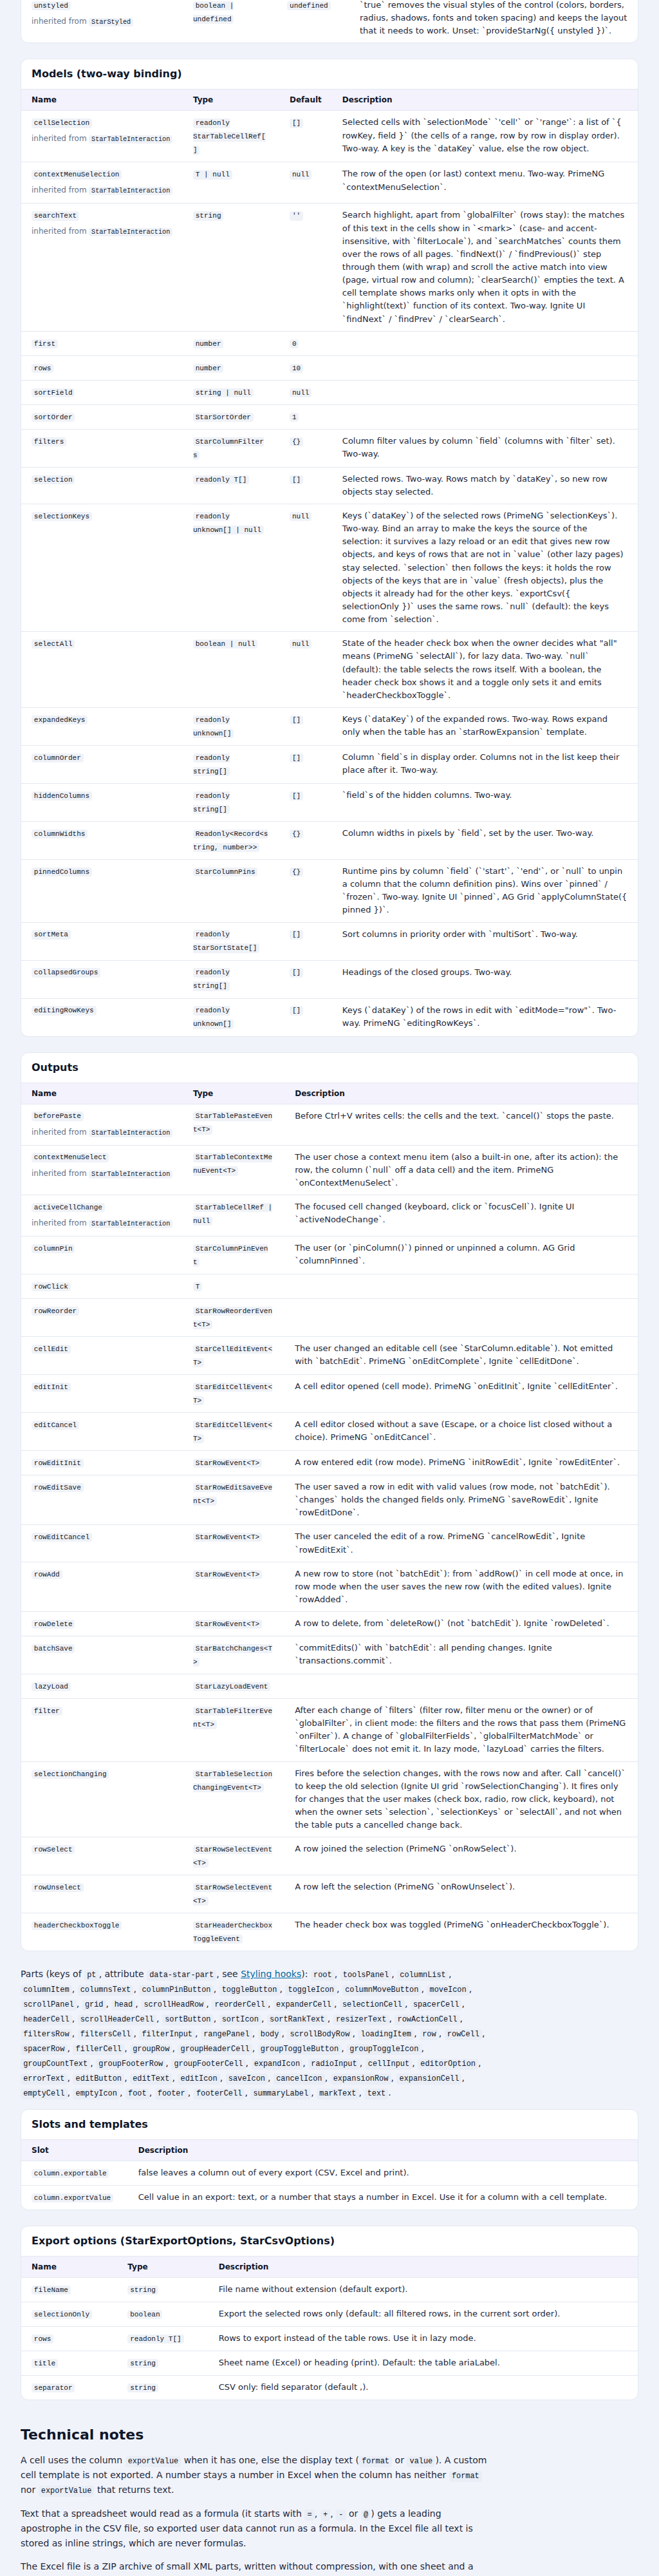 unstyled boolean | undefined `true` removes the visual styles of the control (colors, borders,
inherited from StarStyled undefined radius, shadows, fonts and token spacing) and keeps the layout
that it needs to work. Unset: `provideStarNg({ unstyled })`.
Models (two-way binding)
Name Type Default Description
cellSelection readonly [] Selected cells with `selectionMode` `'cell'` or `'range'`: a list of `{
inherited from StarTableInteraction StarTableCellRef[ rowKey, field }` (the cells of a range, row by row in display order).
] Two-way. A key is the `dataKey` value, else the row object.
contextMenuSelection T | null null The row of the open (or last) context menu. Two-way. PrimeNG
inherited from StarTableInteraction `contextMenuSelection`.
searchText string '' Search highlight, apart from `globalFilter` (rows stay): the matches
inherited from StarTableInteraction of this text in the cells show in `<mark>` (case- and accent-
insensitive, with `filterLocale`), and `searchMatches` counts them
over the rows of all pages. `findNext()` / `findPrevious()` step
through them (with wrap) and scroll the active match into view
(page, virtual row and column); `clearSearch()` empties the text. A
cell template shows marks only when it opts in with the
`highlight(text)` function of its context. Two-way. Ignite UI
`findNext` / `findPrev` / `clearSearch`.
first number 0
rows number 10
sortField string | null null
sortOrder StarSortOrder 1
filters StarColumnFilter {} Column filter values by column `field` (columns with `filter` set).
s Two-way.
selection readonly T[] [] Selected rows. Two-way. Rows match by `dataKey`, so new row
objects stay selected.
selectionKeys readonly null Keys (`dataKey`) of the selected rows (PrimeNG `selectionKeys`).
unknown[] | null Two-way. Bind an array to make the keys the source of the
selection: it survives a lazy reload or an edit that gives new row
objects, and keys of rows that are not in `value` (other lazy pages)
stay selected. `selection` then follows the keys: it holds the row
objects of the keys that are in `value` (fresh objects), plus the
objects it already had for the other keys. `exportCsv({
selectionOnly })` uses the same rows. `null` (default): the keys
come from `selection`.
selectAll boolean | null null State of the header check box when the owner decides what "all"
means (PrimeNG `selectAll`), for lazy data. Two-way. `null`
(default): the table selects the rows itself. With a boolean, the
header check box shows it and a toggle only sets it and emits
`headerCheckboxToggle`.
expandedKeys readonly [] Keys (`dataKey`) of the expanded rows. Two-way. Rows expand
unknown[] only when the table has an `starRowExpansion` template.
columnOrder readonly [] Column `field`s in display order. Columns not in the list keep their
string[] place after it. Two-way.
hiddenColumns readonly [] `field`s of the hidden columns. Two-way.
string[]
columnWidths Readonly<Record<s {} Column widths in pixels by `field`, set by the user. Two-way.
tring, number>>
pinnedColumns StarColumnPins {} Runtime pins by column `field` (`'start'`, `'end'`, or `null` to unpin
a column that the column definition pins). Wins over `pinned` /
`frozen`. Two-way. Ignite UI `pinned`, AG Grid `applyColumnState({
pinned })`.
sortMeta readonly [] Sort columns in priority order with `multiSort`. Two-way.
StarSortState[]
collapsedGroups readonly [] Headings of the closed groups. Two-way.
string[]
editingRowKeys readonly [] Keys (`dataKey`) of the rows in edit with `editMode="row"`. Two-
unknown[] way. PrimeNG `editingRowKeys`.
Outputs
Name Type Description
beforePaste StarTablePasteEven Before Ctrl+V writes cells: the cells and the text. `cancel()` stops the paste.
inherited from StarTableInteraction t<T>
contextMenuSelect StarTableContextMe The user chose a context menu item (also a built-in one, after its action): the
inherited from StarTableInteraction nuEvent<T> row, the column (`null` off a data cell) and the item. PrimeNG
`onContextMenuSelect`.
activeCellChange StarTableCellRef | The focused cell changed (keyboard, click or `focusCell`). Ignite UI
inherited from StarTableInteraction null `activeNodeChange`.
columnPin StarColumnPinEven The user (or `pinColumn()`) pinned or unpinned a column. AG Grid
t `columnPinned`.
rowClick T
rowReorder StarRowReorderEven
t<T>
cellEdit StarCellEditEvent< The user changed an editable cell (see `StarColumn.editable`). Not emitted
T> with `batchEdit`. PrimeNG `onEditComplete`, Ignite `cellEditDone`.
editInit StarEditCellEvent< A cell editor opened (cell mode). PrimeNG `onEditInit`, Ignite `cellEditEnter`.
T>
editCancel StarEditCellEvent< A cell editor closed without a save (Escape, or a choice list closed without a
T> choice). PrimeNG `onEditCancel`.
rowEditInit StarRowEvent<T> A row entered edit (row mode). PrimeNG `initRowEdit`, Ignite `rowEditEnter`.
rowEditSave StarRowEditSaveEve The user saved a row in edit with valid values (row mode, not `batchEdit`).
nt<T> `changes` holds the changed fields only. PrimeNG `saveRowEdit`, Ignite
`rowEditDone`.
rowEditCancel StarRowEvent<T> The user canceled the edit of a row. PrimeNG `cancelRowEdit`, Ignite
`rowEditExit`.
rowAdd StarRowEvent<T> A new row to store (not `batchEdit`): from `addRow()` in cell mode at once, in
row mode when the user saves the new row (with the edited values). Ignite
`rowAdded`.
rowDelete StarRowEvent<T> A row to delete, from `deleteRow()` (not `batchEdit`). Ignite `rowDeleted`.
batchSave StarBatchChanges<T `commitEdits()` with `batchEdit`: all pending changes. Ignite
> `transactions.commit`.
lazyLoad StarLazyLoadEvent
filter StarTableFilterEve After each change of `filters` (filter row, filter menu or the owner) or of
nt<T> `globalFilter`, in client mode: the filters and the rows that pass them (PrimeNG
`onFilter`). A change of `globalFilterFields`, `globalFilterMatchMode` or
`filterLocale` does not emit it. In lazy mode, `lazyLoad` carries the filters.
selectionChanging StarTableSelection Fires before the selection changes, with the rows now and after. Call `cancel()`
ChangingEvent<T> to keep the old selection (Ignite UI grid `rowSelectionChanging`). It fires only
for changes that the user makes (check box, radio, row click, keyboard), not
when the owner sets `selection`, `selectionKeys` or `selectAll`, and not when
the table puts a cancelled change back.
rowSelect StarRowSelectEvent A row joined the selection (PrimeNG `onRowSelect`).
<T>
rowUnselect StarRowSelectEvent A row left the selection (PrimeNG `onRowUnselect`).
<T>
headerCheckboxToggle StarHeaderCheckbox The header check box was toggled (PrimeNG `onHeaderCheckboxToggle`).
ToggleEvent
Parts (keys of pt, attribute data-star-part, see Styling hooks): root, toolsPanel, columnList,
columnItem, columnsText, columnPinButton, toggleButton, toggleIcon, columnMoveButton, moveIcon,
scrollPanel, grid, head, scrollHeadRow, reorderCell, expanderCell, selectionCell, spacerCell,
headerCell, scrollHeaderCell, sortButton, sortIcon, sortRankText, resizerText, rowActionCell,
filtersRow, filtersCell, filterInput, rangePanel, body, scrollBodyRow, loadingItem, row, rowCell,
spacerRow, fillerCell, groupRow, groupHeaderCell, groupToggleButton, groupToggleIcon,
groupCountText, groupFooterRow, groupFooterCell, expandIcon, radioInput, cellInput, editorOption,
errorText, editButton, editText, editIcon, saveIcon, cancelIcon, expansionRow, expansionCell,
emptyCell, emptyIcon, foot, footer, footerCell, summaryLabel, markText, text.
Slots and templates
Slot Description
column.exportable false leaves a column out of every export (CSV, Excel and print).
column.exportValue Cell value in an export: text, or a number that stays a number in Excel. Use it for a column with a cell template.
Export options (StarExportOptions, StarCsvOptions)
Name Type Description
fileName string File name without extension (default export).
selectionOnly boolean Export the selected rows only (default: all filtered rows, in the current sort order).
rows readonly T[] Rows to export instead of the table rows. Use it in lazy mode.
title string Sheet name (Excel) or heading (print). Default: the table ariaLabel.
separator string CSV only: field separator (default ,).
Technical notes
A cell uses the column exportValue when it has one, else the display text (format or value). A custom
cell template is not exported. A number stays a number in Excel when the column has neither format
nor exportValue that returns text.
Text that a spreadsheet would read as a formula (it starts with =, +, - or @) gets a leading
apostrophe in the CSV file, so exported user data cannot run as a formula. In the Excel file all text is
stored as inline strings, which are never formulas.
The Excel file is a ZIP archive of small XML parts, written without compression, with one sheet and a